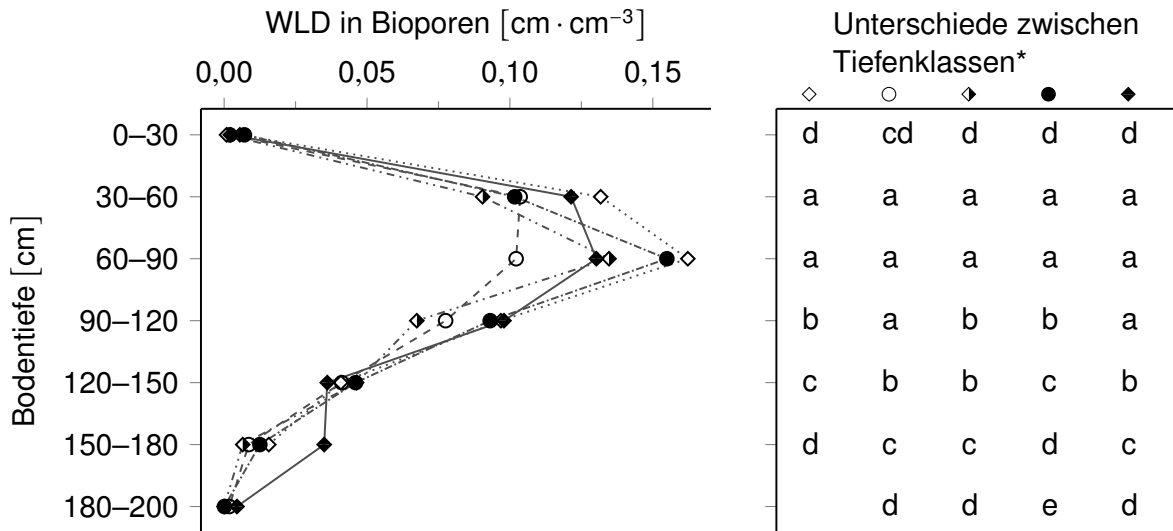 WLD in Bioporen [cm · cm⁻³]
0,00 0,05 0,10 0,15
Unterschiede zwischen
Tiefenklassen*
Bodentiefe [cm]
0–30 d cd d d d
30–60 a a a a a
60–90 a a a a a
90–120 b a b b a
120–150 c b b c b
150–180 d c c d c
180–200 d d e d